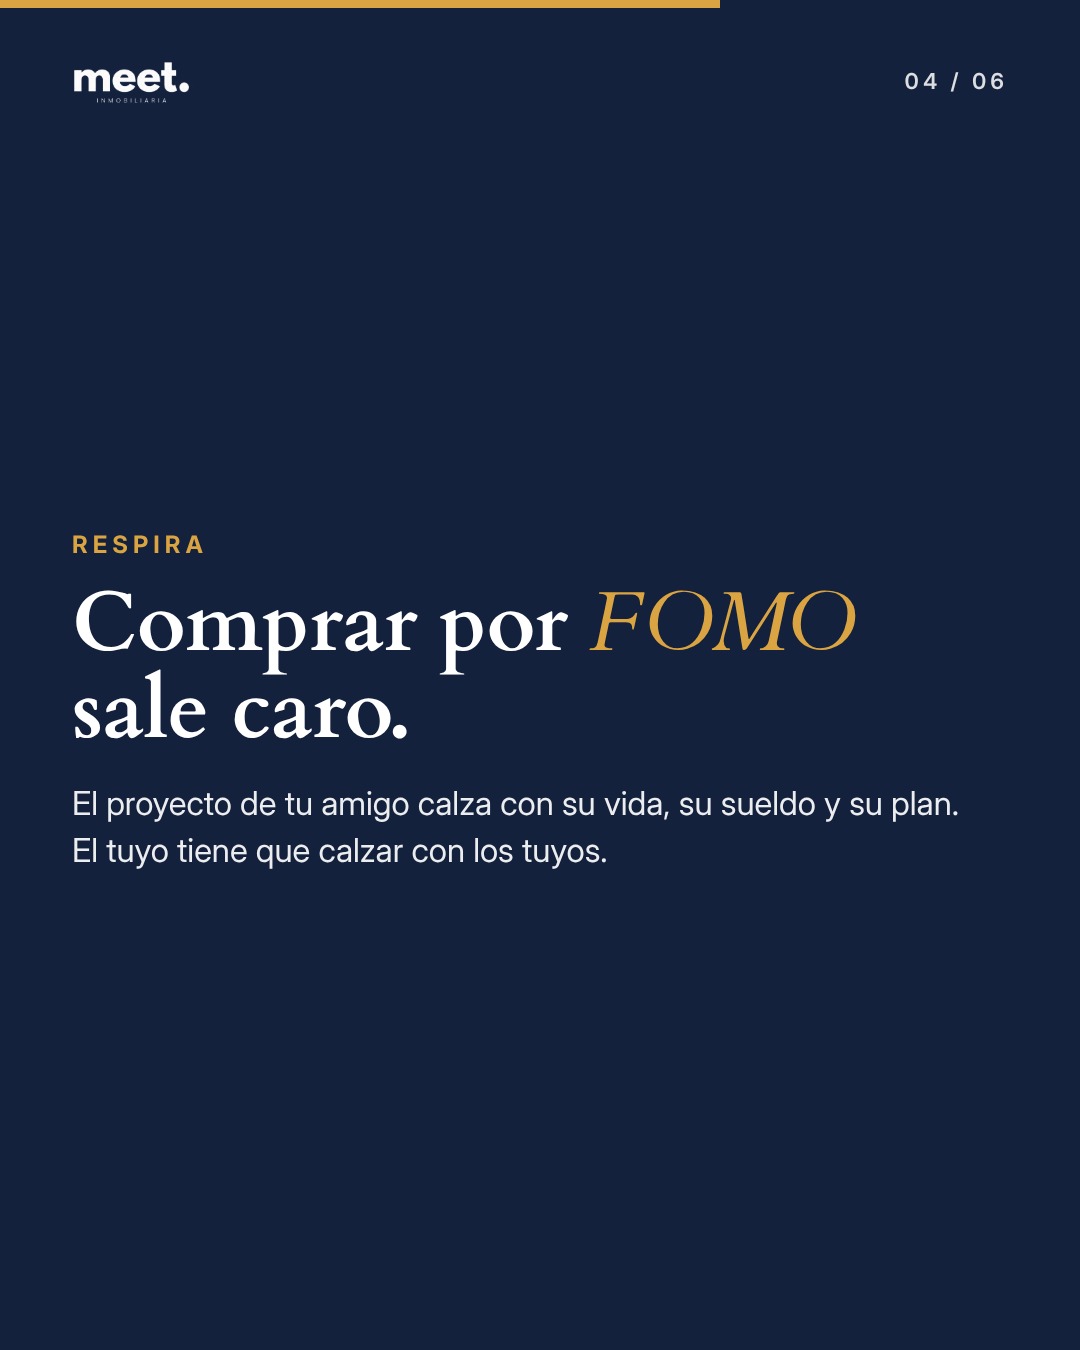 meet.
INMOBILIARIA
04 / 06
RESPIRA
Comprar por FOMO
sale caro.
El proyecto de tu amigo calza con su vida, su sueldo y su plan.
El tuyo tiene que calzar con los tuyos.